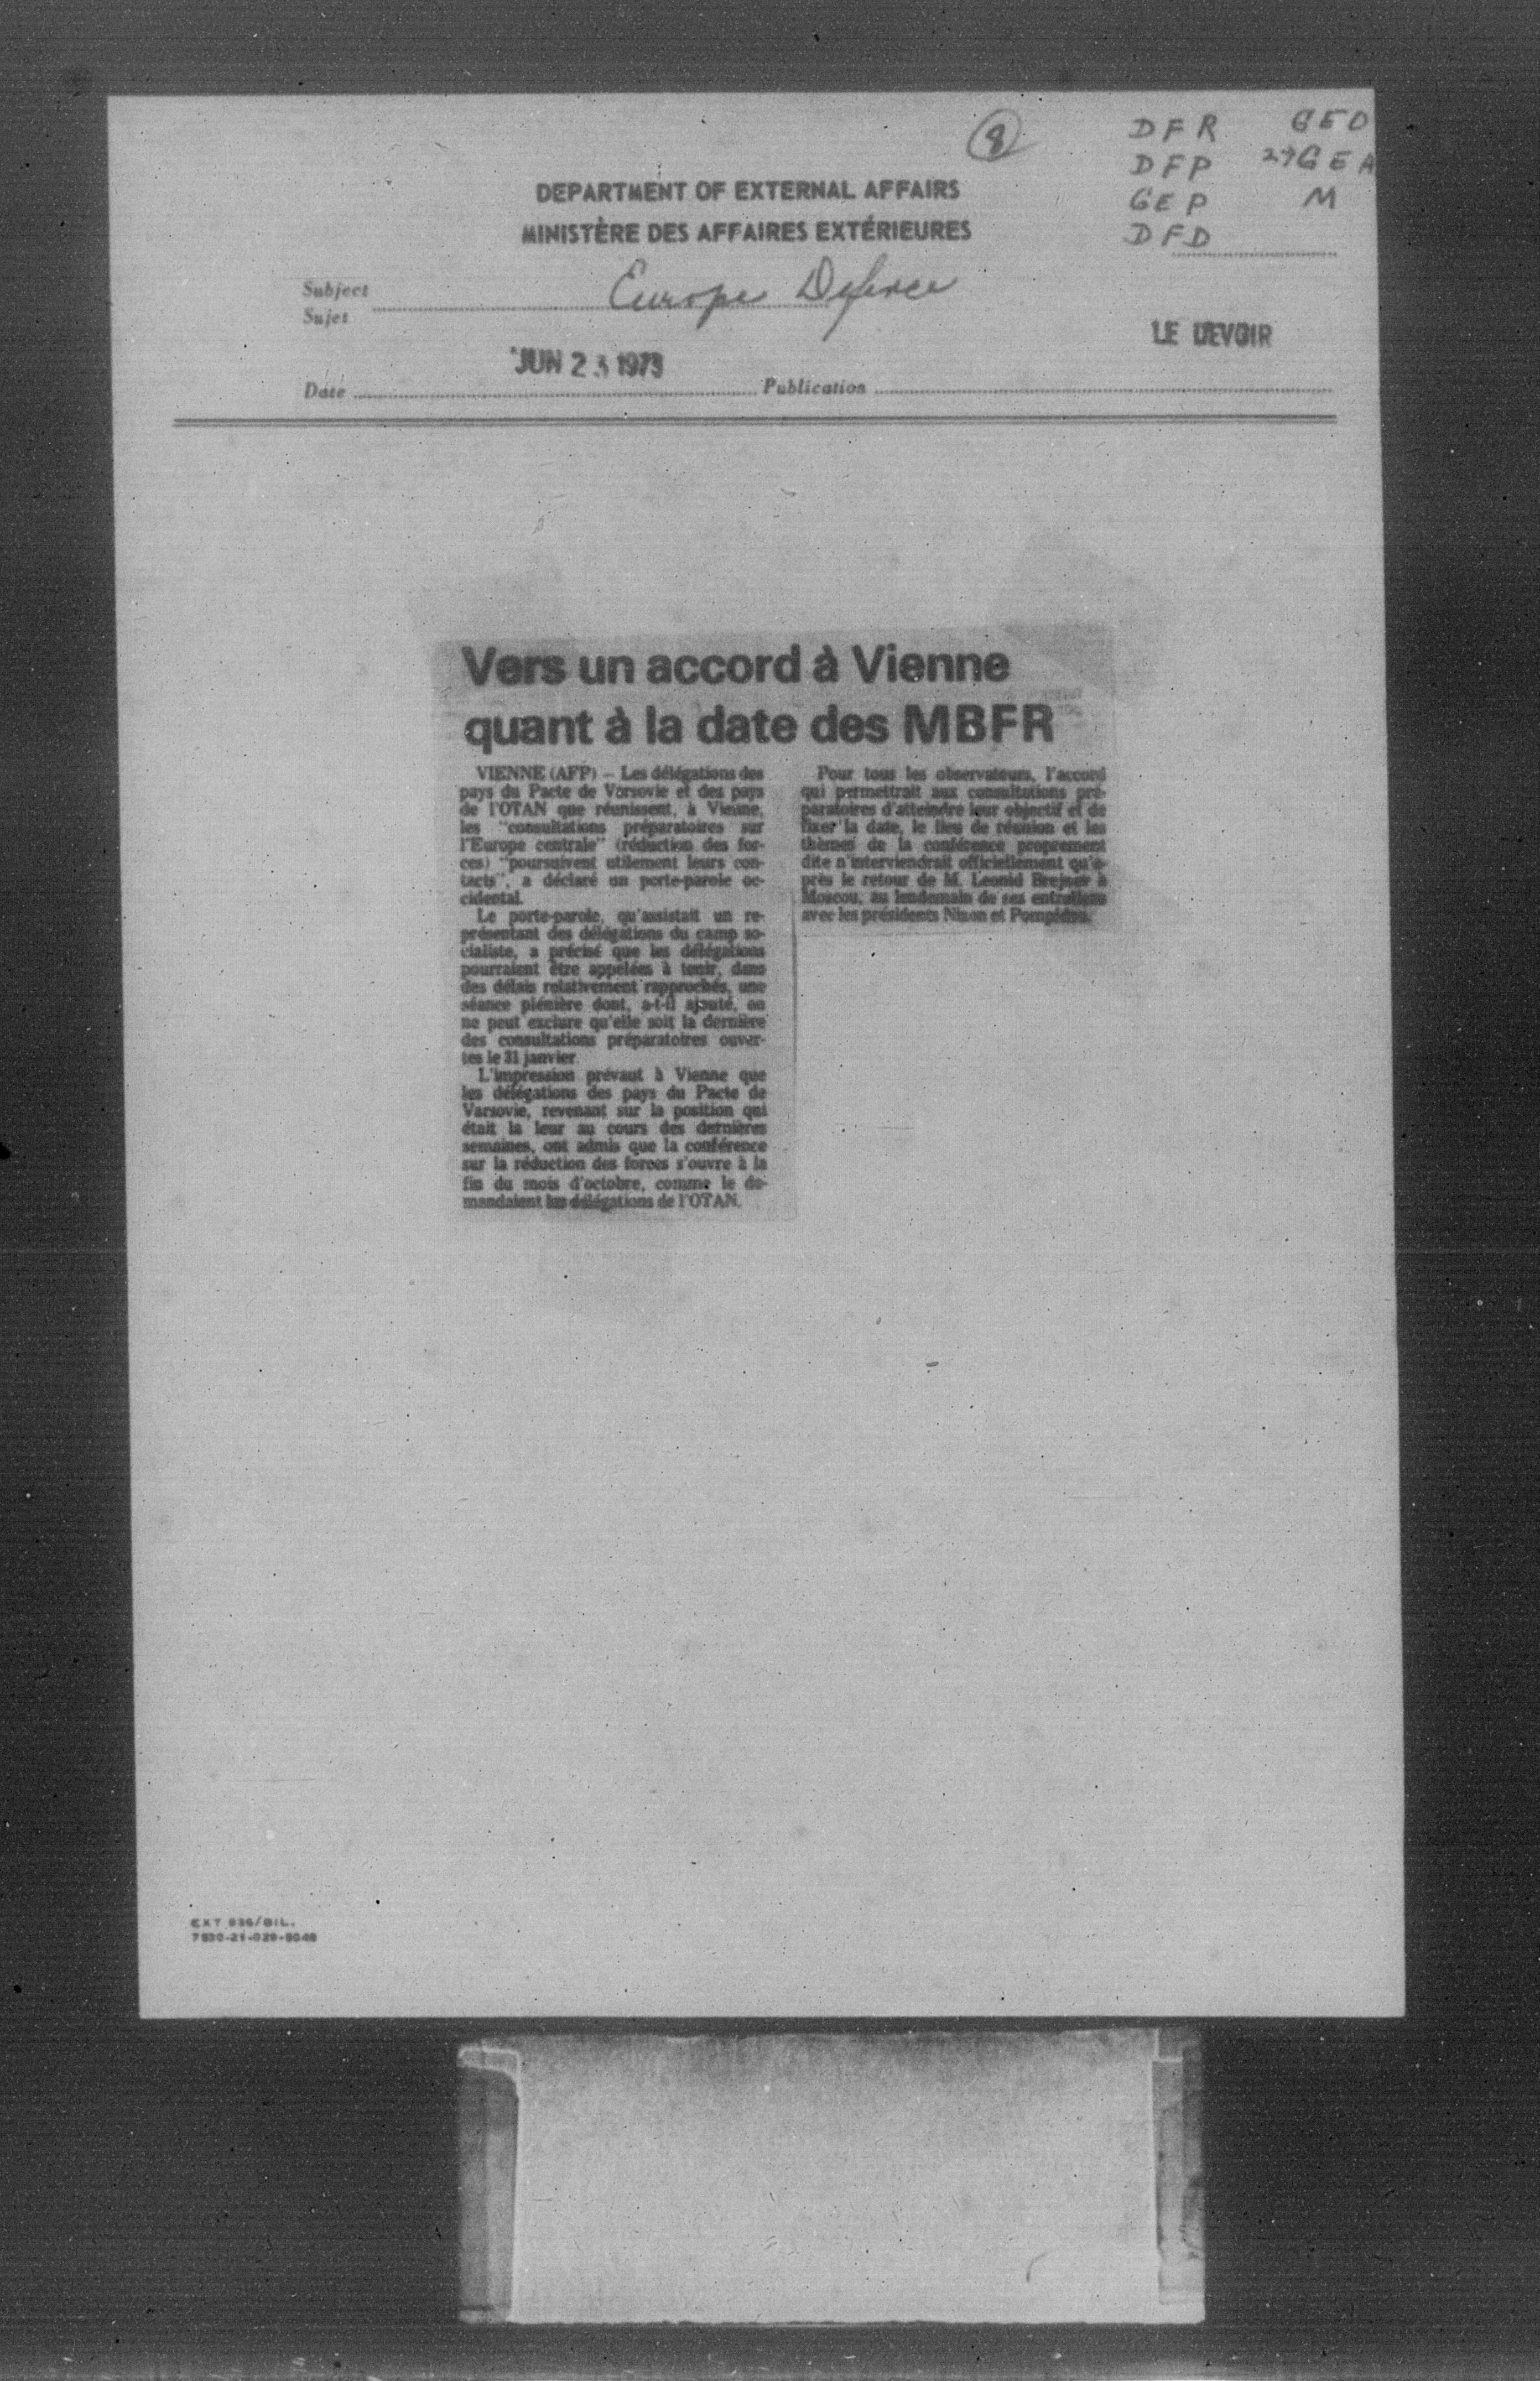 8
DFR GEO
DFP 27 GEA
GEP M
DFD
DEPARTMENT OF EXTERNAL AFFAIRS
MINISTÈRE DES AFFAIRES EXTÉRIEURES
Subject
Sujet
Europe Defence
LE DEVOIR
JUN 23 1973
Date
Publication
Vers un accord à Vienne
quant à la date des MBFR
VIENNE (AFP) — Les délégations des
pays du Pacte de Varsovie et des pays
de l'OTAN que réunissent, à Vienne,
les "consultations préparatoires sur
l'Europe centrale" (réduction des for-
ces) "poursuivent utilement leurs con-
tacts", a déclaré un porte-parole oc-
cidental.
Le porte-parole, qu'assistait un re-
présentant des délégations du camp so-
cialiste, a précisé que les délégations
pourraient être appelées à tenir, dans
des délais relativement rapprochés, une
séance plénière dont, a-t-il ajouté, on
ne peut exclure qu'elle soit la dernière
des consultations préparatoires ouver-
tes le 31 janvier.
L'impression prévaut à Vienne que
les délégations des pays du Pacte de
Varsovie, revenant sur la position qui
était la leur au cours des dernières
semaines, ont admis que la conférence
sur la réduction des forces s'ouvre à la
fin du mois d'octobre, comme le de-
mandaient les délégations de l'OTAN.
Pour tous les observateurs, l'accord
qui permettrait aux consultations pré-
paratoires d'atteindre leur objectif et de
fixer la date, le lieu de réunion et les
thèmes de la conférence proprement
dite n'interviendrait officiellement qu'a-
près le retour de M. Leonid Brejnev à
Moscou, au lendemain de ses entretiens
avec les présidents Nixon et Pompidou.
EXT 836/BIL.
7530-21-029-5048